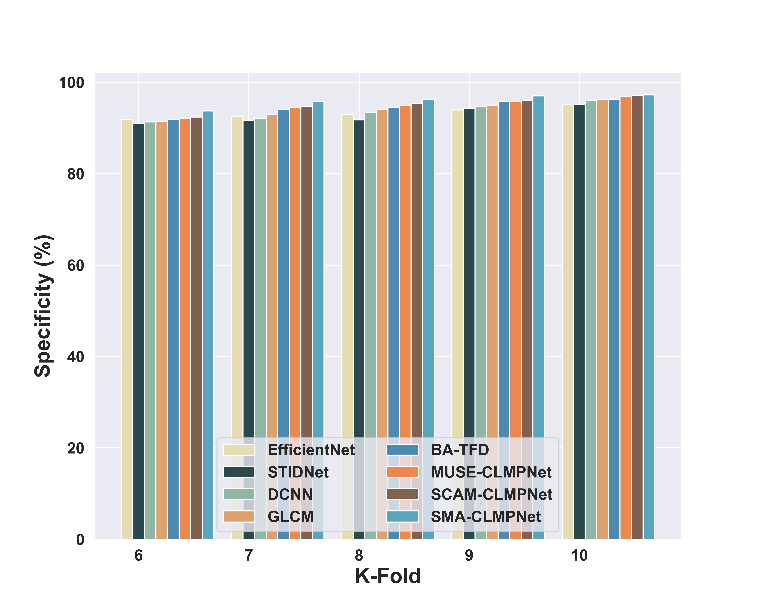 100
80
60
40
20
0
Specificity (%)
EfficientNet
STIDNet
DCNN
GLCM
BA-TFD
MUSE-CLMPNet
SCAM-CLMPNet
SMA-CLMPNet
6 7 8 9 10
K-Fold